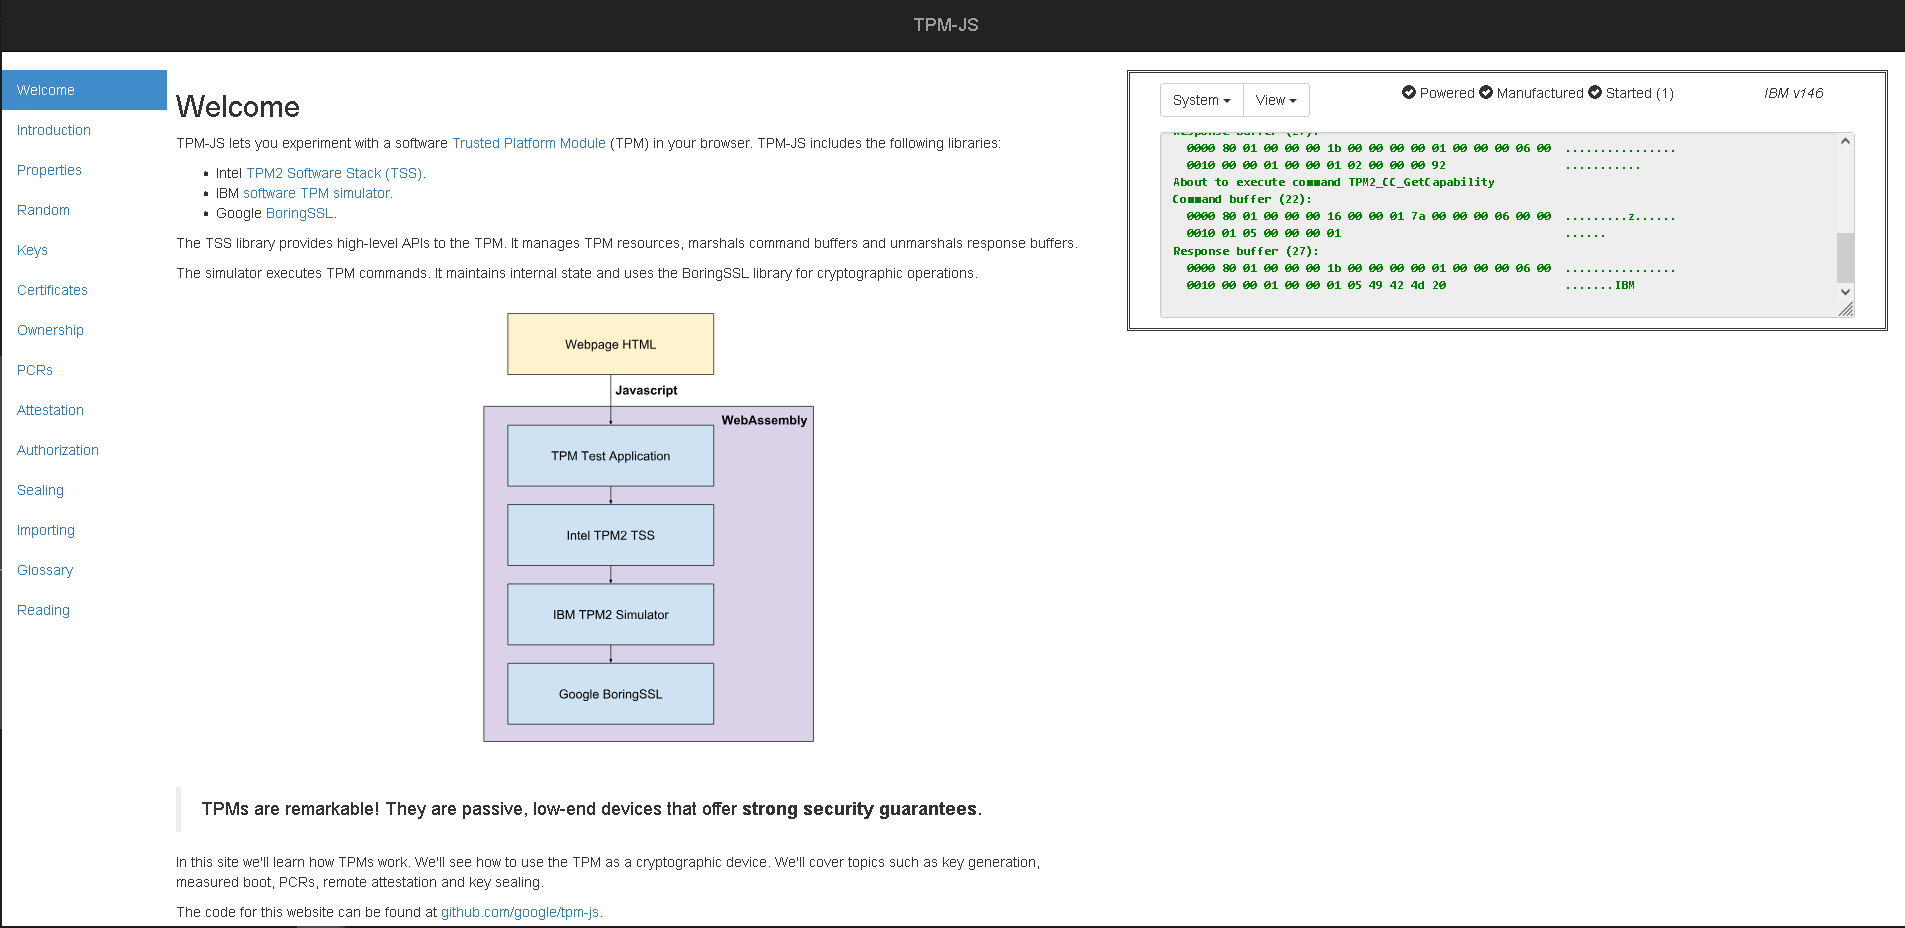 TPM-JS
Welcome
Introduction
Properties
Random
Keys
Certificates
Ownership
PCRs
Attestation
Authorization
Sealing
Importing
Glossary
Reading
Welcome
TPM-JS lets you experiment with a software Trusted Platform Module (TPM) in your browser. TPM-JS includes the following libraries:
Intel TPM2 Software Stack (TSS).
IBM software TPM simulator.
Google BoringSSL.
The TSS library provides high-level APIs to the TPM. It manages TPM resources, marshals command buffers and unmarshals response buffers.
The simulator executes TPM commands. It maintains internal state and uses the BoringSSL library for cryptographic operations.
Webpage HTML
Javascript
WebAssembly
TPM Test Application
Intel TPM2 TSS
IBM TPM2 Simulator
Google BoringSSL
TPMs are remarkable! They are passive, low-end devices that offer strong security guarantees.
In this site we'll learn how TPMs work. We'll see how to use the TPM as a cryptographic device. We'll cover topics such as key generation,
measured boot, PCRs, remote attestation and key sealing.
The code for this website can be found at github.com/google/tpm-js.
System View Powered Manufactured Started (1) IBM v146
Response buffer (27):
0000 80 01 00 00 00 1b 00 00 00 00 01 00 00 00 06 00 ................
0010 00 00 01 00 00 01 02 00 00 00 92 ...........
About to execute command TPM2_CC_GetCapability
Command buffer (22):
0000 80 01 00 00 00 16 00 00 01 7a 00 00 00 06 00 00 .........z......
0010 01 05 00 00 00 01 ......
Response buffer (27):
0000 80 01 00 00 00 1b 00 00 00 00 01 00 00 00 06 00 ................
0010 00 00 01 00 00 01 05 49 42 4d 20 .......IBM